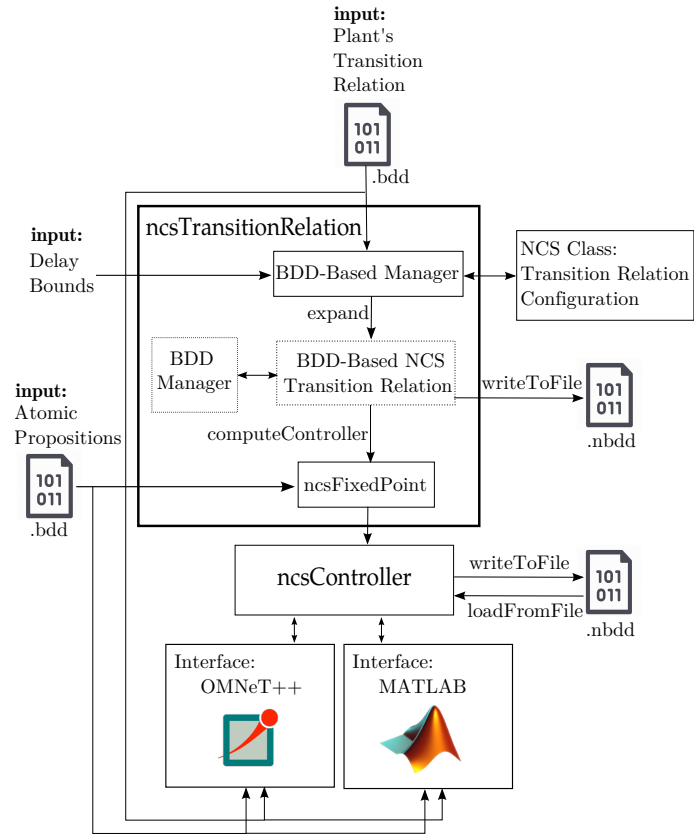 input:
Plant's
Transition
Relation
101
011
.bdd
ncsTransitionRelation
input:
Delay
Bounds
BDD-Based Manager
NCS Class:
Transition Relation
Configuration
expand
BDD
Manager
BDD-Based NCS
Transition Relation
writeToFile
101
011
.nbdd
input:
Atomic
Propositions
101
011
.bdd
computeController
ncsFixedPoint
ncsController
writeToFile
loadFromFile
101
011
.nbdd
Interface:
OMNeT++
Interface:
MATLAB